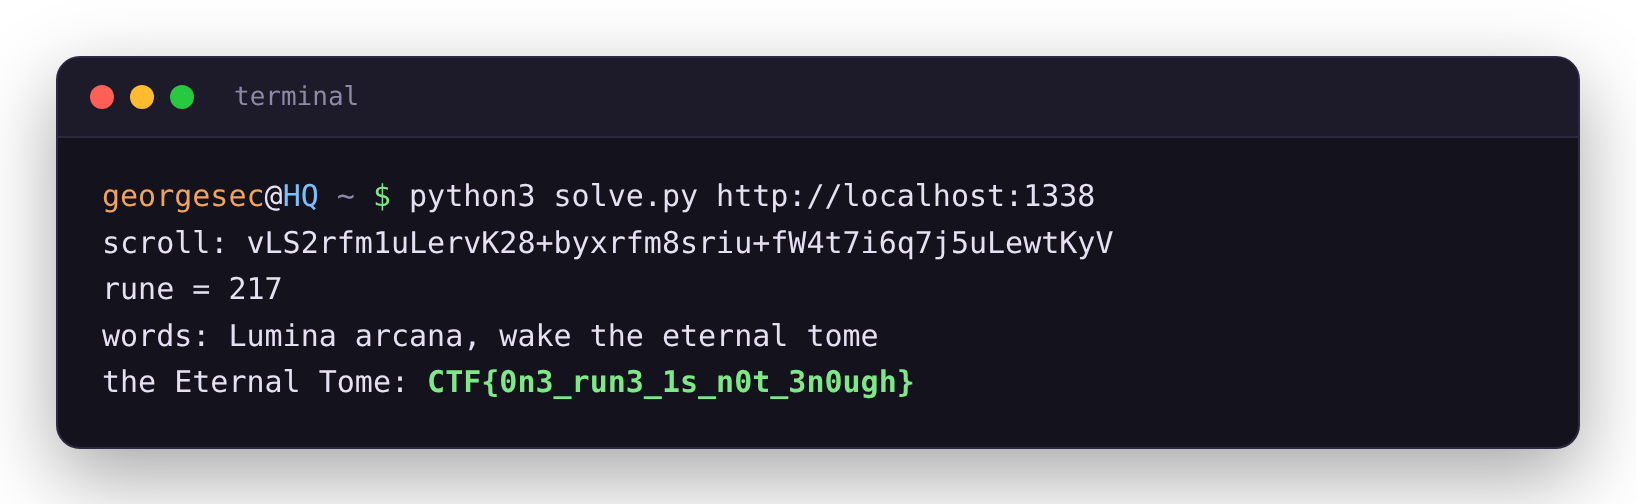 terminal
georgesec@HQ ~ $ python3 solve.py http://localhost:1338
scroll: vLS2rfm1uLervK28+byxrfm8sriu+fW4t7i6q7j5uLewtKyV
rune = 217
words: Lumina arcana, wake the eternal tome
the Eternal Tome: CTF{0n3_run3_1s_n0t_3n0ugh}